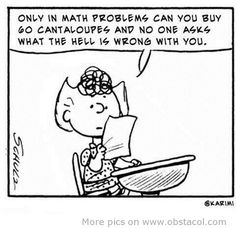 ONLY IN MATH PROBLEMS CAN YOU BUY
60 CANTALOUPES AND NO ONE ASKS
WHAT THE HELL IS WRONG WITH YOU.
SCHULZ
@KARIMI
More pics on www.obstacol.com